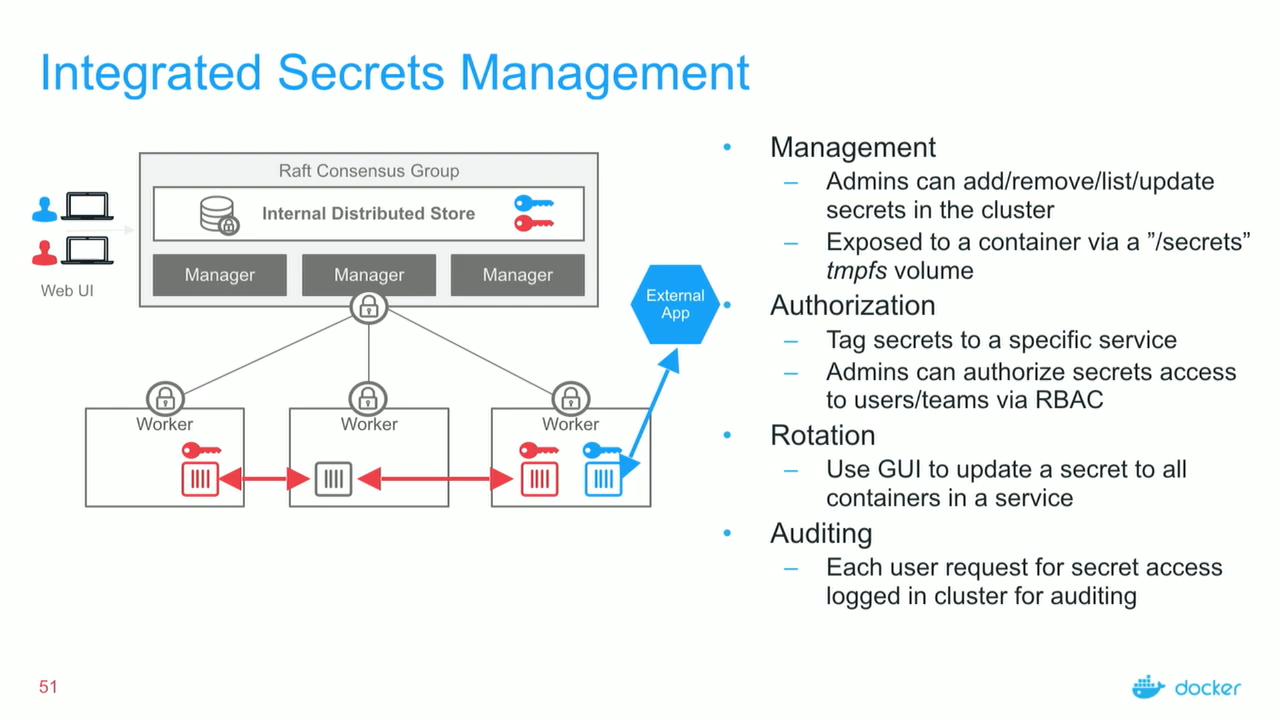 Integrated Secrets Management
Raft Consensus Group
Internal Distributed Store
Manager
Manager
Manager
Web UI
External
App
Worker
Worker
Worker
• Management
– Admins can add/remove/list/update
secrets in the cluster
– Exposed to a container via a ”/secrets”
tmpfs volume
• Authorization
– Tag secrets to a specific service
– Admins can authorize secrets access
to users/teams via RBAC
• Rotation
– Use GUI to update a secret to all
containers in a service
• Auditing
– Each user request for secret access
logged in cluster for auditing
51
docker